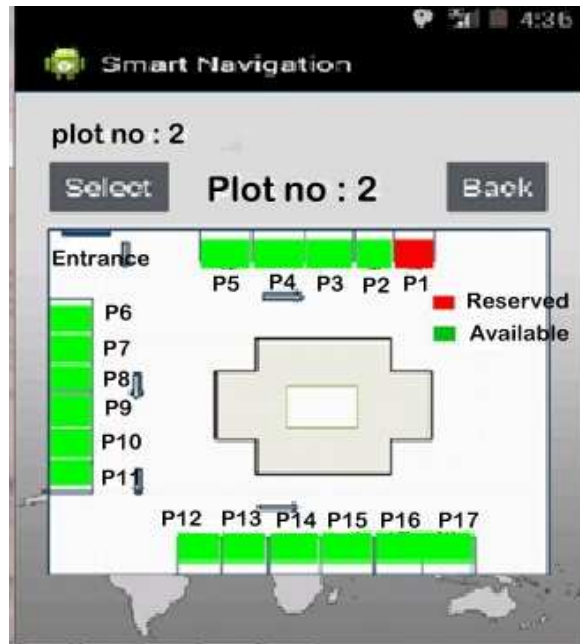 4:36
Smart Navigation
plot no : 2
Select Plot no : 2 Back
Entrance
P5 P4 P3 P2 P1
Reserved
Available
P6
P7
P8
P9
P10
P11
P12 P13 P14 P15 P16 P17